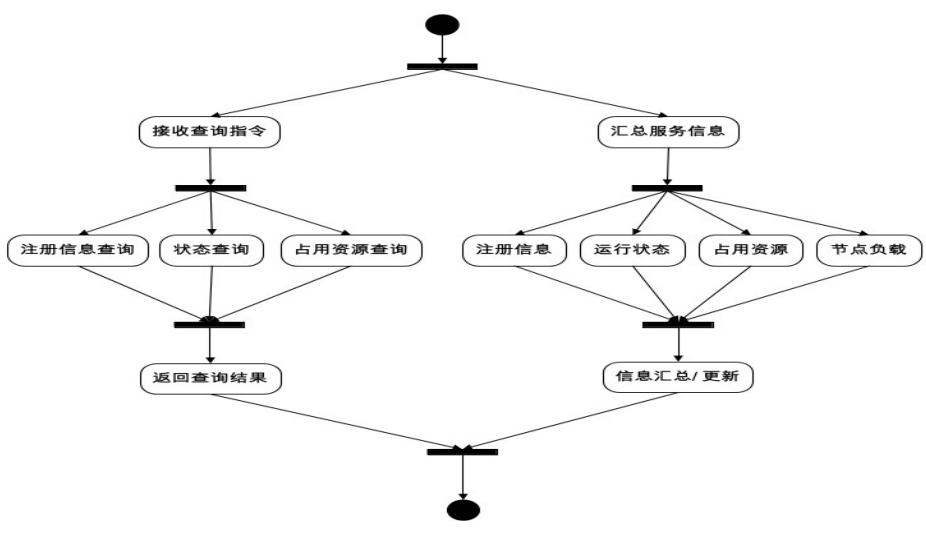 接收查询指令
汇总服务信息
注册信息查询
状态查询
占用资源查询
注册信息
运行状态
占用资源
节点负载
返回查询结果
信息汇总/更新